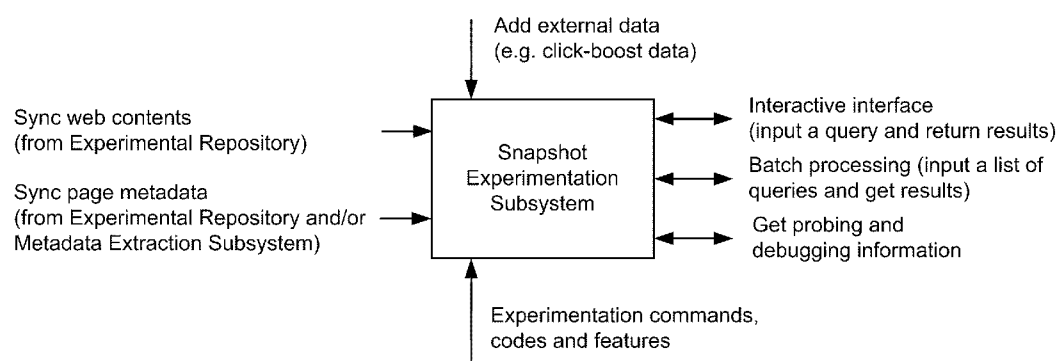 Add external data
(e.g. click-boost data)
Sync web contents
(from Experimental Repository)
Sync page metadata
(from Experimental Repository and/or
Metadata Extraction Subsystem)
Snapshot
Experimentation
Subsystem
Interactive interface
(input a query and return results)
Batch processing (input a list of
queries and get results)
Get probing and
debugging information
Experimentation commands,
codes and features